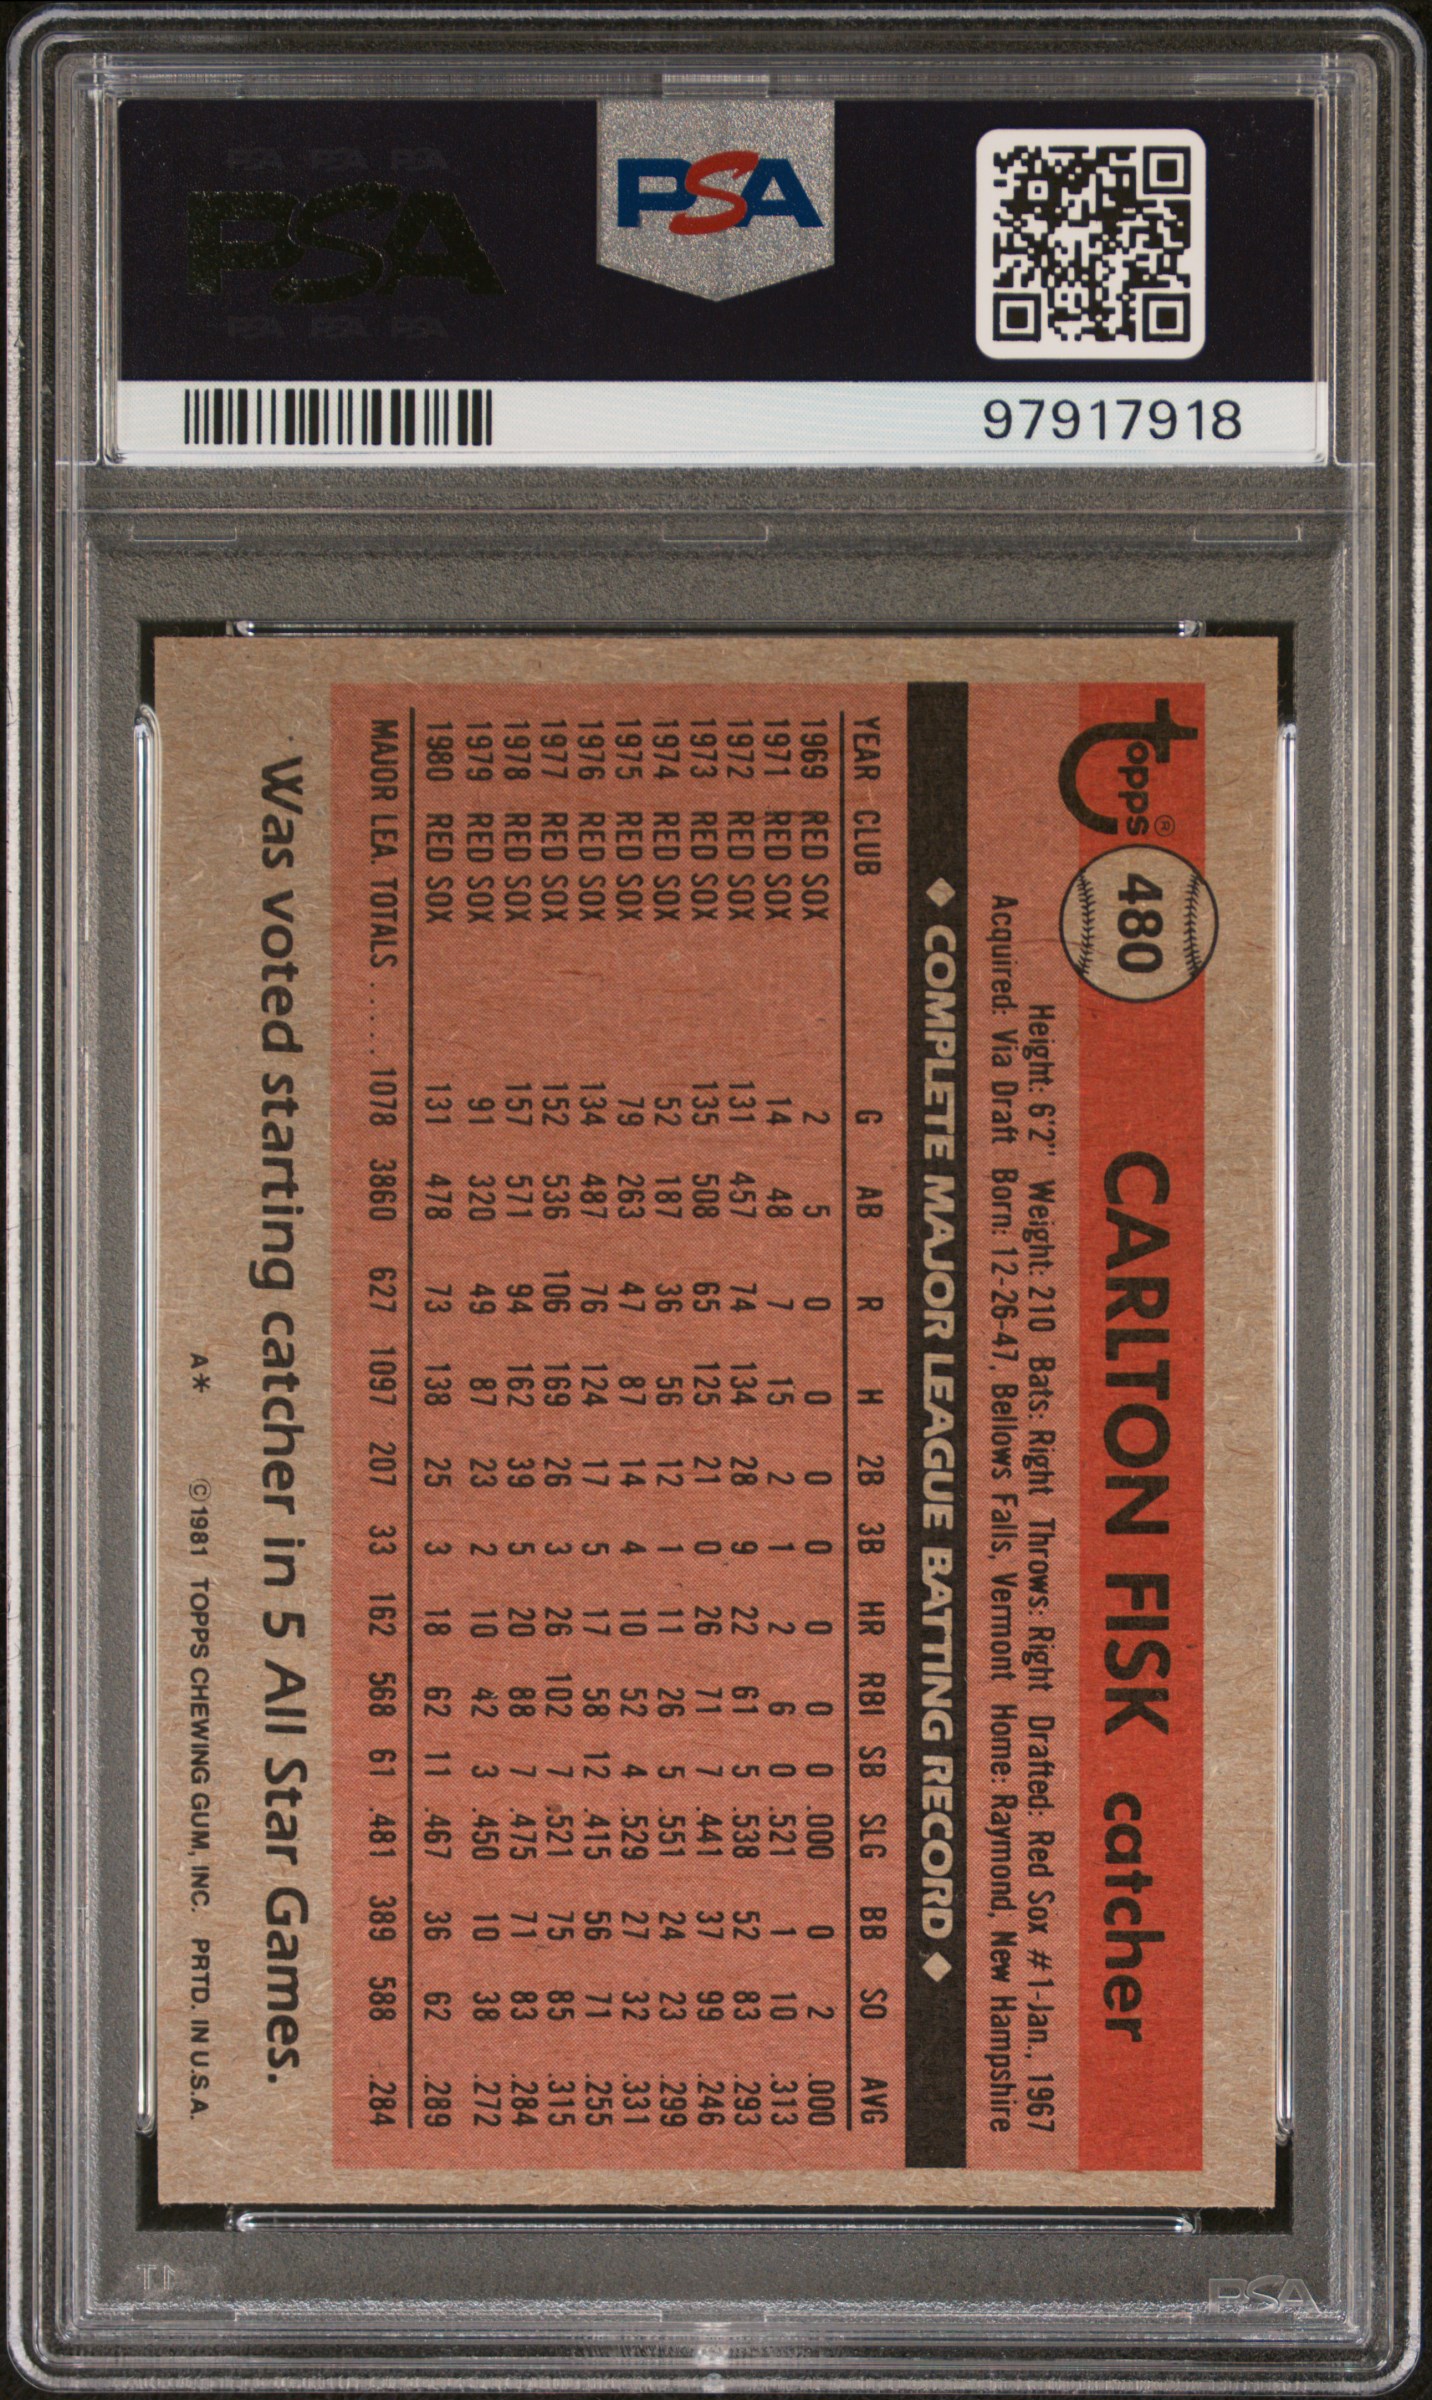 PSA PSA PSA
PSA
PSA PSA PSA
PSA
97917918
topps® 480 CARLTON FISK catcher
Height: 6'2" Weight: 210 Bats: Right Throws: Right Drafted: Red Sox #1-Jan., 1967
Acquired: Via Draft Born: 12-26-47, Bellows Falls, Vermont Home: Raymond, New Hampshire
◆ COMPLETE MAJOR LEAGUE BATTING RECORD ◆
YEAR CLUB G AB R H 2B 3B HR RBI SB SLG BB SO AVG
1969 RED SOX 2 5 0 0 0 0 0 0 0 .000 0 2 .000
1971 RED SOX 14 48 7 15 2 1 2 6 0 .521 1 10 .313
1972 RED SOX 131 457 74 134 28 9 22 61 5 .538 52 83 .293
1973 RED SOX 135 508 65 125 21 0 26 71 7 .441 37 99 .246
1974 RED SOX 52 187 36 56 12 1 11 26 5 .551 24 23 .299
1975 RED SOX 79 263 47 87 14 4 10 52 4 .529 27 32 .331
1976 RED SOX 134 487 76 124 17 5 17 58 12 .415 56 71 .255
1977 RED SOX 152 536 106 169 26 3 26 102 7 .521 75 85 .315
1978 RED SOX 157 571 94 162 39 5 20 88 7 .475 71 83 .284
1979 RED SOX 91 320 49 87 23 2 10 42 3 .450 10 38 .272
1980 RED SOX 131 478 73 138 25 3 18 62 11 .467 36 62 .289
MAJOR LEA. TOTALS ..... 1078 3860 627 1097 207 33 162 568 61 .481 389 588 .284
Was voted starting catcher in 5 All Star Games.
A* ©1981 TOPPS CHEWING GUM, INC. PRTD. IN U.S.A.
PSA